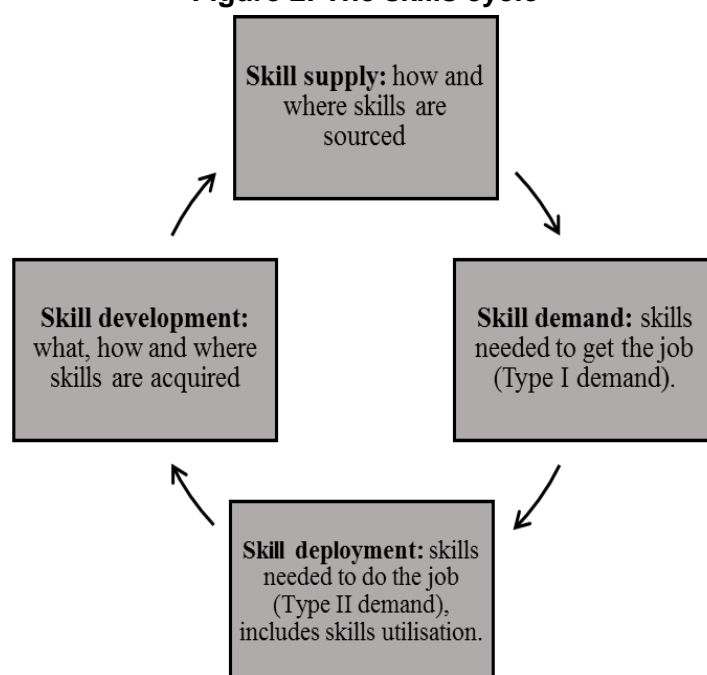 Figure 2: The skills cycle
Skill supply: how and
where skills are
sourced
Skill demand: skills
needed to get the job
(Type I demand).
Skill deployment: skills
needed to do the job
(Type II demand),
includes skills utilisation.
Skill development:
what, how and where
skills are acquired